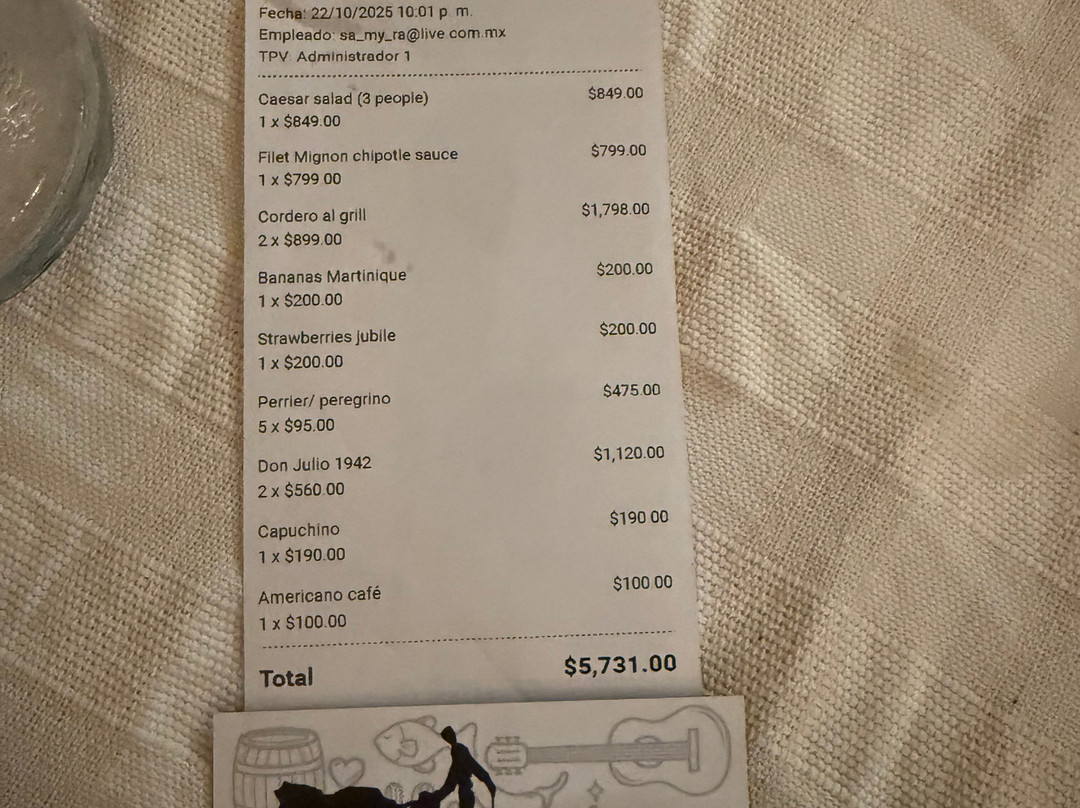 Fecha: 22/10/2025 10:01 p. m.
Empleado: sa_my_ra@live.com.mx
TPV: Administrador 1
Caesar salad (3 people) $849.00
1 x $849.00
Filet Mignon chipotle sauce $799.00
1 x $799.00
Cordero al grill $1,798.00
2 x $899.00
Bananas Martinique $200.00
1 x $200.00
Strawberries jubile $200.00
1 x $200.00
Perrier/ peregrino $475.00
5 x $95.00
Don Julio 1942 $1,120.00
2 x $560.00
Capuchino $190.00
1 x $190.00
Americano café $100.00
1 x $100.00
Total $5,731.00